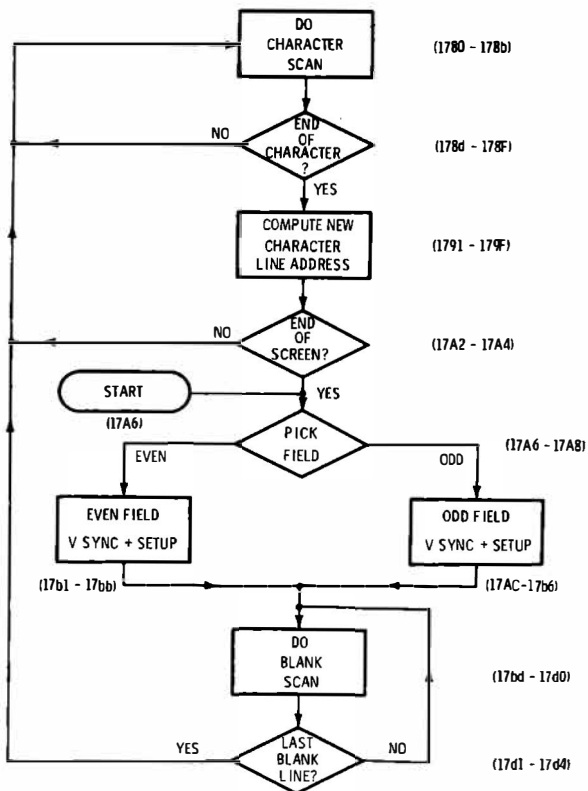 DO
CHARACTER
SCAN
(1780 - 178b)
NO
END
OF
CHARACTER
?
(178d - 178F)
YES
COMPUTE NEW
CHARACTER
LINE ADDRESS
(1791 - 179F)
NO
END
OF
SCREEN?
(17A2 - 17A4)
START
YES
(17A6)
PICK
FIELD
(17A6 - 17A8)
EVEN
ODD
EVEN FIELD
V SYNC + SETUP
ODD FIELD
V SYNC + SETUP
(17b1 - 17bb)
(17AC-17b6)
DO
BLANK
SCAN
(17bd - 17d0)
YES
LAST
BLANK
LINE?
NO
(17d1 - 17d4)